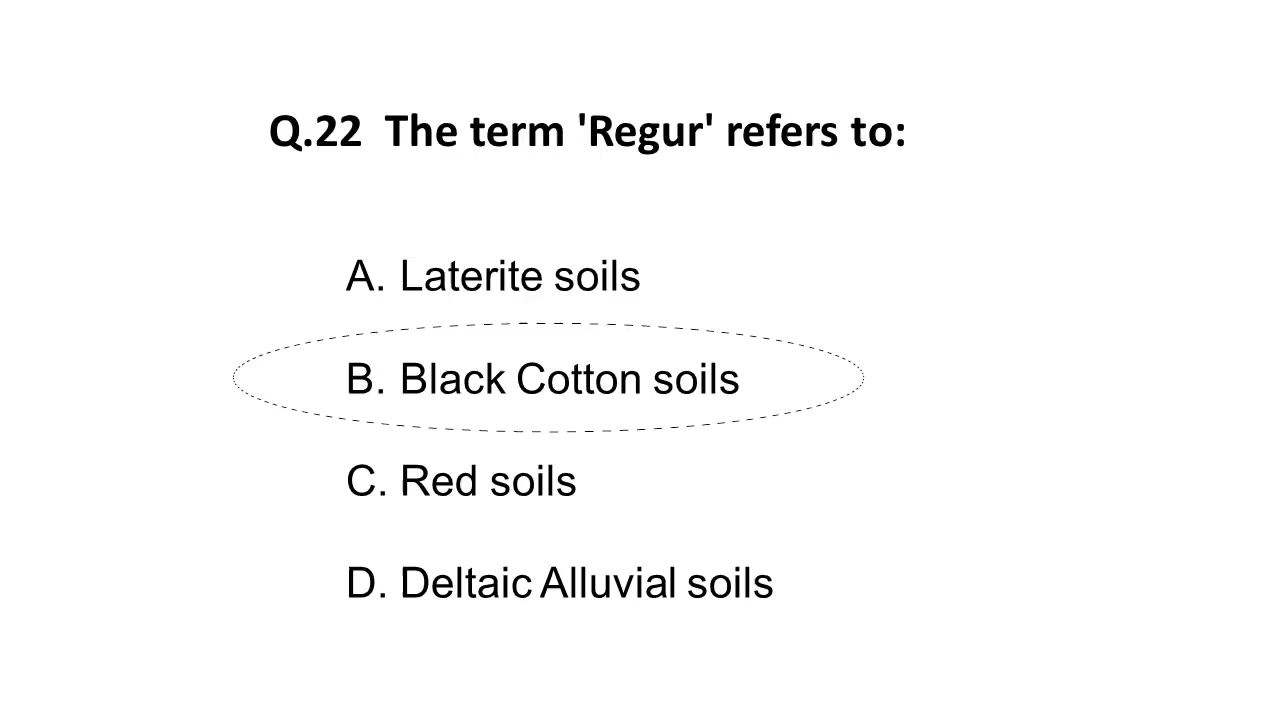 Q.22 The term 'Regur' refers to:
A. Laterite soils
B. Black Cotton soils
C. Red soils
D. Deltaic Alluvial soils